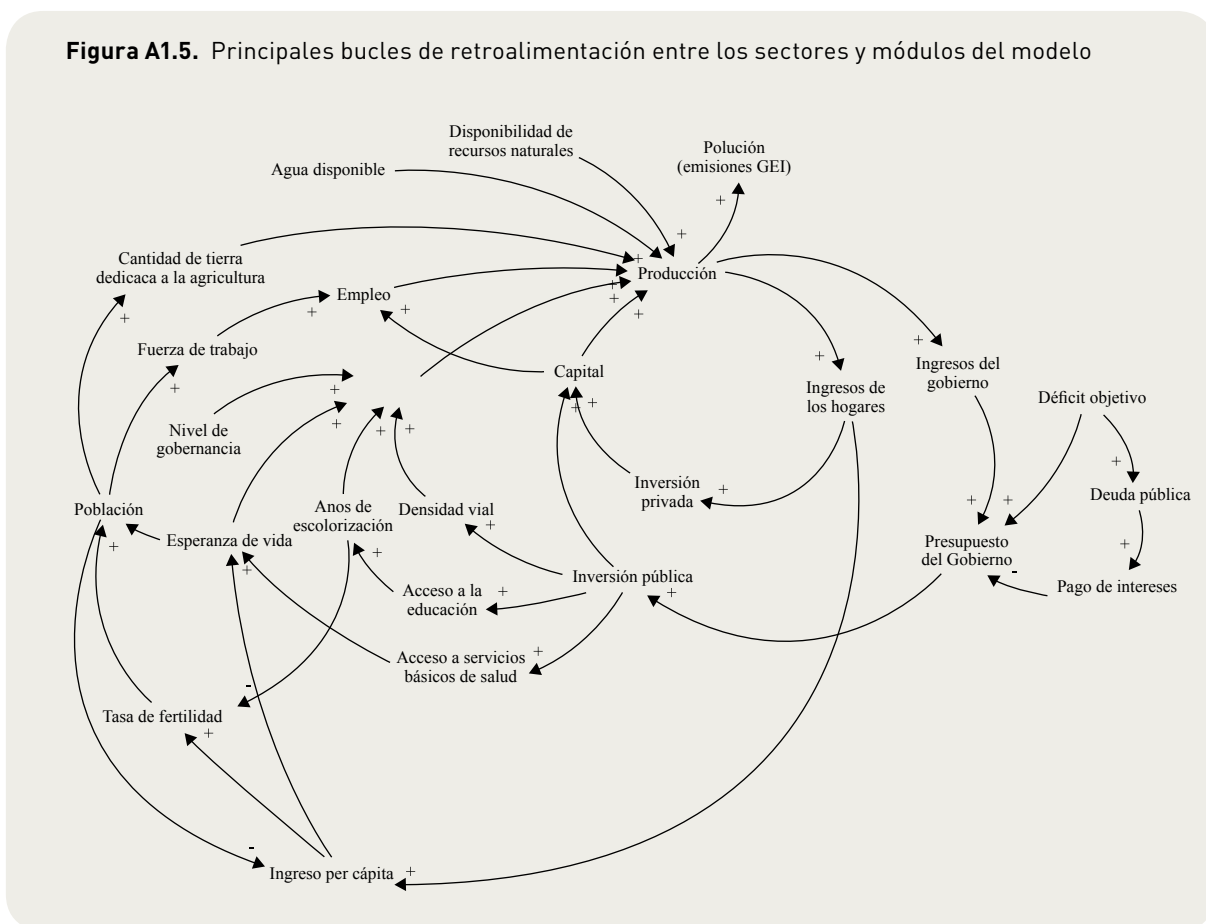 Figura A1.5. Principales bucles de retroalimentación entre los sectores y módulos del modelo
Disponibilidad de
recursos naturales
Polución
(emisiones GEI)
Agua disponible
+
+
Cantidad de tierra
dedicaca a la agricultura
+
Producción
Empleo
+
+
+
+
+
+
+
Fuerza de trabajo
+
+
+
Capital
Ingresos de
los hogares
Ingresos del
gobierno
Déficit objetivo
+
+
+
Nivel de
gobernancia
+
+
+
+
+
Inversión
privada
+
Deuda pública
Población
Anos de
escolorización
Densidad vial
+
+
+
+
Esperanza de vida
+
+
+
Presupuesto
del Gobierno
+
-
Inversión pública
+
Pago de intereses
Acceso a la
educación
+
Acceso a servicios
básicos de salud
+
-
Tasa de fertilidad
+
-
Ingreso per cápita
+